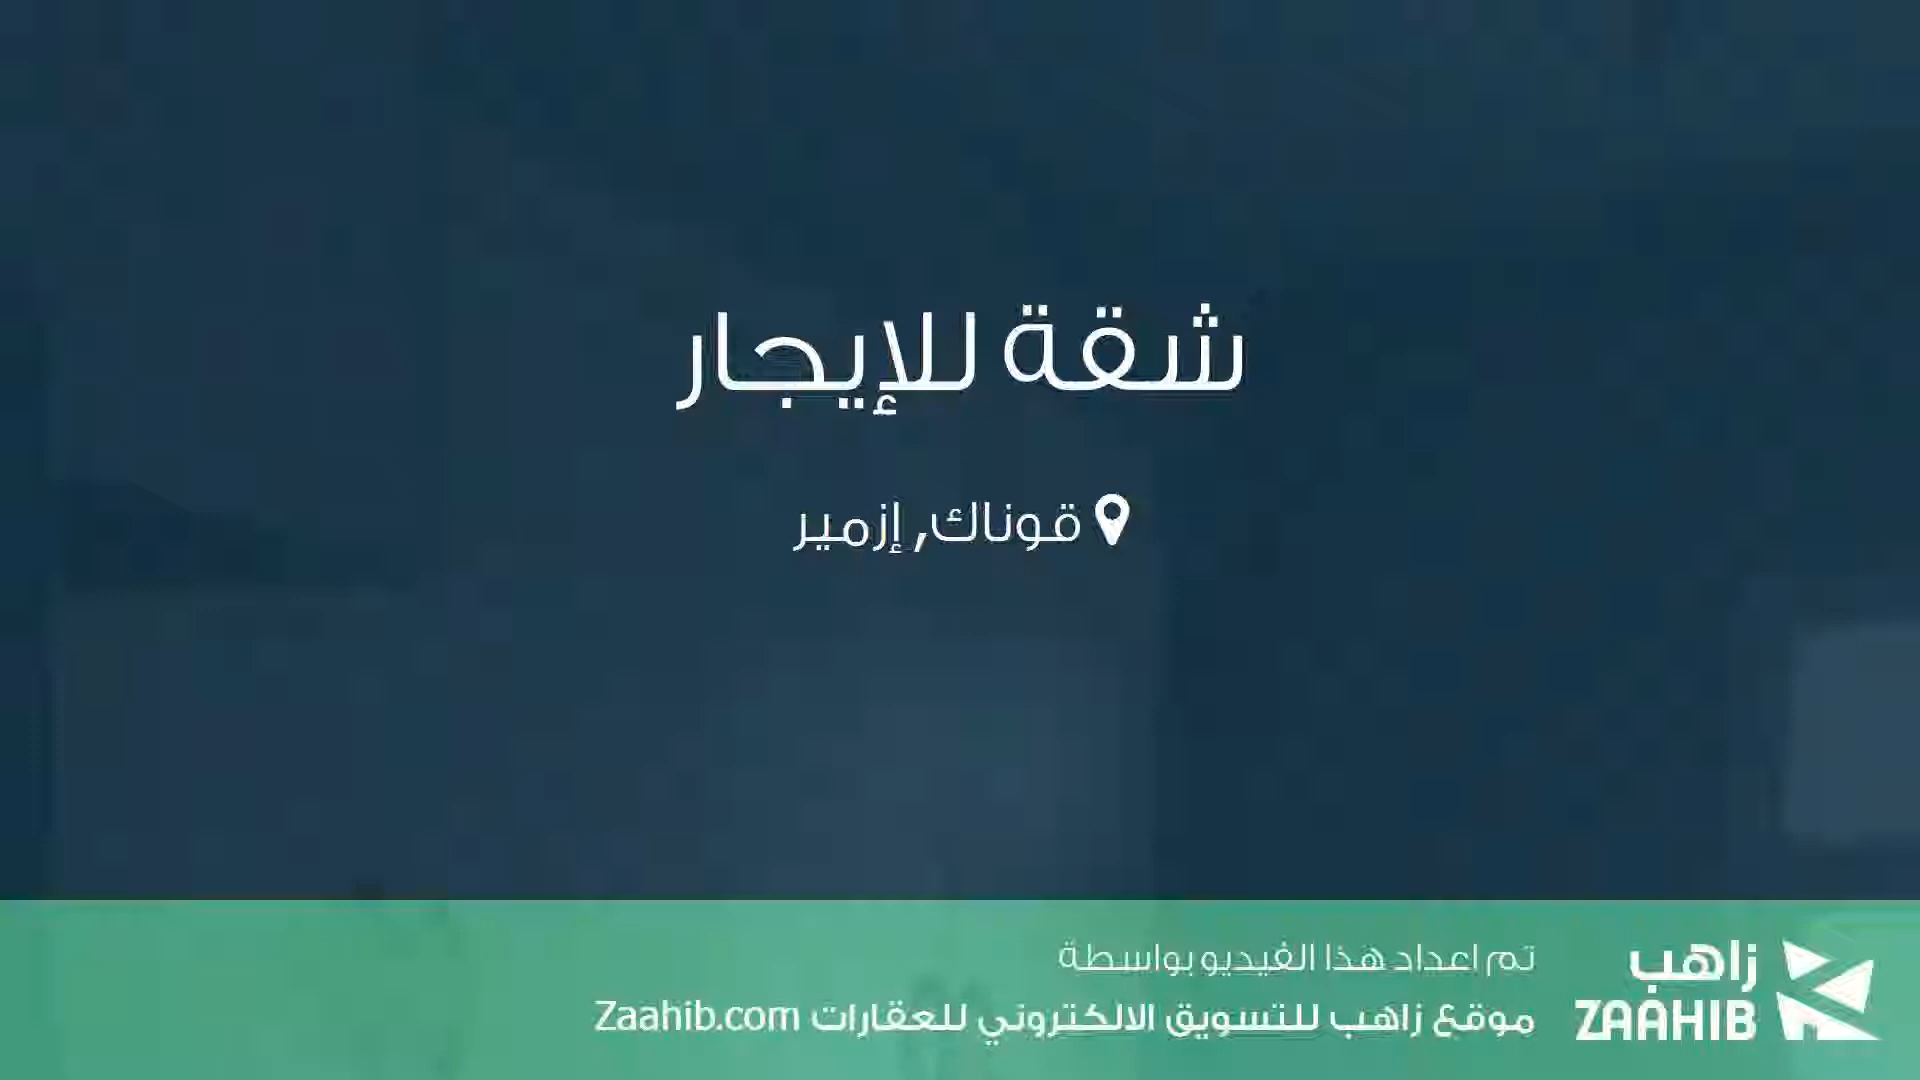 شقة للإيجار
قوناك, إزمير
تم اعداد هذا الفيديو بواسطة
موقع زاهب للتسويق الالكتروني للعقارات Zaahib.com
زاهب
ZAAHIB